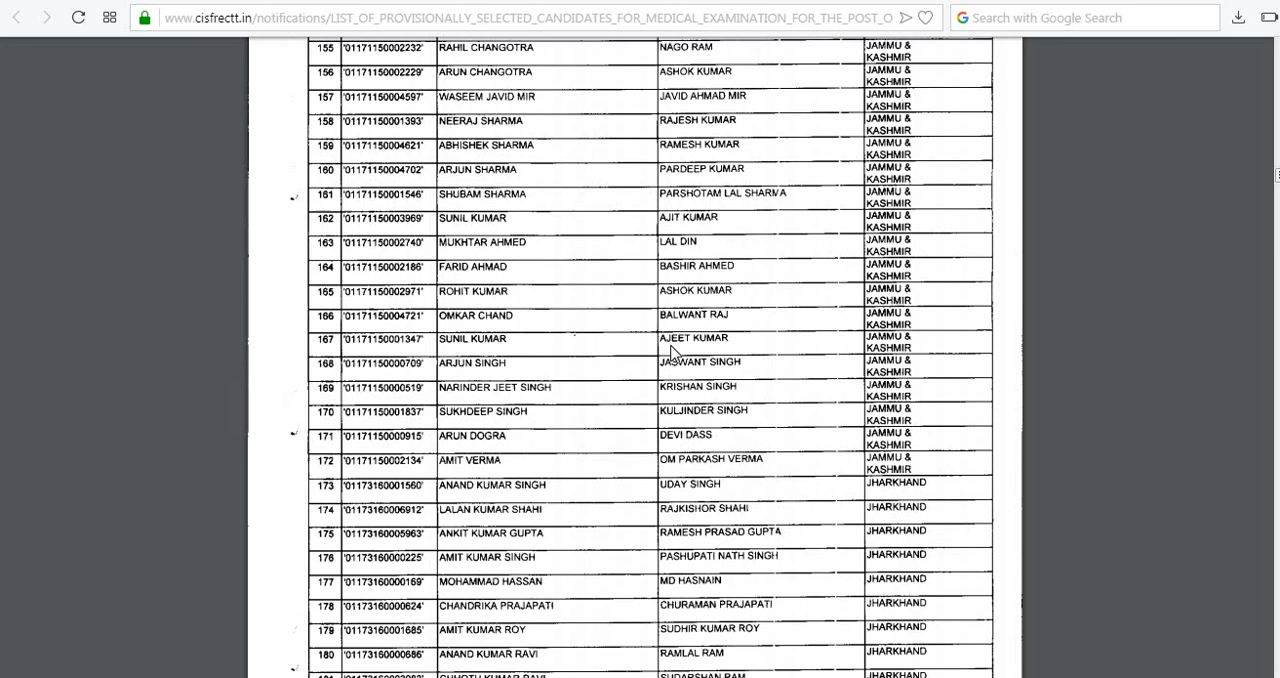 www.cisfrectt.in/notifications/LIST_OF_PROVISIONALLY_SELECTED_CANDIDATES_FOR_MEDICAL_EXAMINATION_FOR_THE_POST_O
Search with Google Search
155 '01171150002232' RAHIL CHANGOTRA NAGO RAM JAMMU &
KASHMIR
156 '01171150002229' ARUN CHANGOTRA ASHOK KUMAR JAMMU &
KASHMIR
157 '01171150004597' WASEEM JAVID MIR JAVID AHMAD MIR JAMMU &
KASHMIR
158 '01171150001393' NEERAJ SHARMA RAJESH KUMAR JAMMU &
KASHMIR
159 '01171150004621' ABHISHEK SHARMA RAMESH KUMAR JAMMU &
KASHMIR
160 '01171150004702' ARJUN SHARMA PARDEEP KUMAR JAMMU &
KASHMIR
161 '01171150001546' SHUBAM SHARMA PARSHOTAM LAL SHARMA JAMMU &
KASHMIR
162 '01171150003969' SUNIL KUMAR AJIT KUMAR JAMMU &
KASHMIR
163 '01171150002740' MUKHTAR AHMED LAL DIN JAMMU &
KASHMIR
164 '01171150002186' FARID AHMAD BASHIR AHMED JAMMU &
KASHMIR
165 '01171150002971' ROHIT KUMAR ASHOK KUMAR JAMMU &
KASHMIR
166 '01171150004721' OMKAR CHAND BALWANT RAJ JAMMU &
KASHMIR
167 '01171150001347' SUNIL KUMAR AJEET KUMAR JAMMU &
KASHMIR
168 '01171150000709' ARJUN SINGH JASWANT SINGH JAMMU &
KASHMIR
169 '01171150000519' NARINDER JEET SINGH KRISHAN SINGH JAMMU &
KASHMIR
170 '01171150001837' SUKHDEEP SINGH KULJINDER SINGH JAMMU &
KASHMIR
171 '01171150000915' ARUN DOGRA DEVI DASS JAMMU &
KASHMIR
172 '01171150002134' AMIT VERMA OM PARKASH VERMA JAMMU &
KASHMIR
173 '01173160001560' ANAND KUMAR SINGH UDAY SINGH JHARKHAND
174 '01173160006912' LALAN KUMAR SHAHI RAJKISHOR SHAHI JHARKHAND
175 '01173160005963' ANKIT KUMAR GUPTA RAMESH PRASAD GUPTA JHARKHAND
176 '01173160000225' AMIT KUMAR SINGH PASHUPATI NATH SINGH JHARKHAND
177 '01173160000169' MOHAMMAD HASSAN MD HASNAIN JHARKHAND
178 '01173160000624' CHANDRIKA PRAJAPATI CHURAMAN PRAJAPATI JHARKHAND
179 '01173160001685' AMIT KUMAR ROY SUDHIR KUMAR ROY JHARKHAND
180 '01173160000686' ANAND KUMAR RAVI RAMLAL RAM JHARKHAND
CHHOTU KUMAR RAVI SUDARSHAN RAM